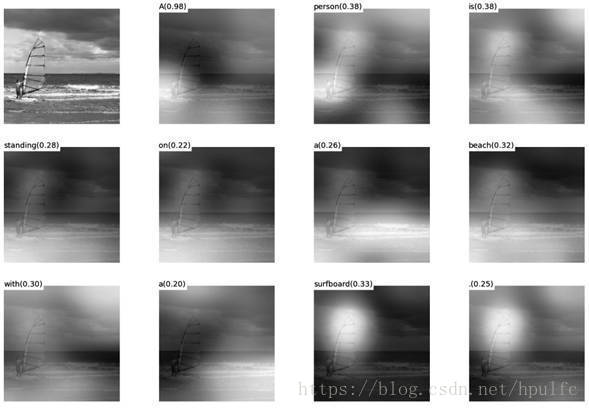 A(0.98)
person(0.38)
is(0.38)
standing(0.28)
on(0.22)
a(0.26)
beach(0.32)
with(0.30)
a(0.20)
surfboard(0.33)
.(0.25)
https://blog.csdn.net/hpulfc